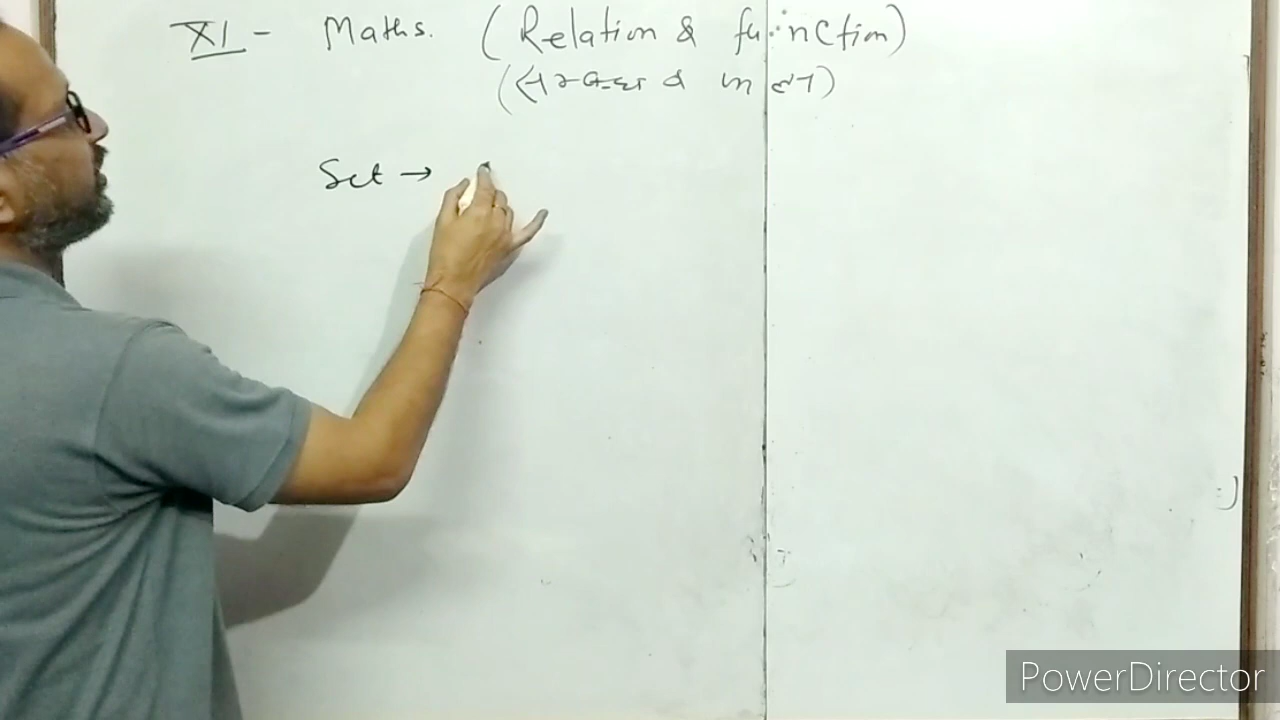 XI - Maths. (Relation & function)
Set →
PowerDirector